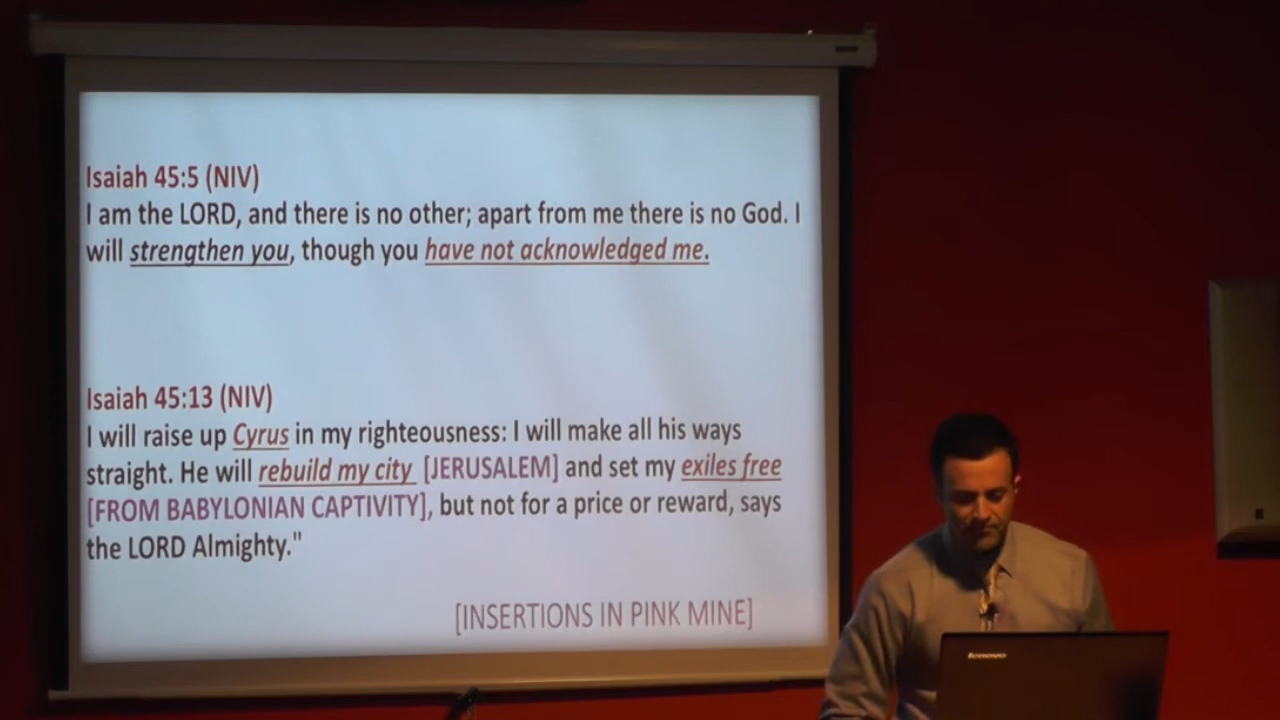 Isaiah 45:5 (NIV)
I am the LORD, and there is no other; apart from me there is no God. I
will strengthen you, though you have not acknowledged me.
Isaiah 45:13 (NIV)
I will raise up Cyrus in my righteousness: I will make all his ways
straight. He will rebuild my city [JERUSALEM] and set my exiles free
[FROM BABYLONIAN CAPTIVITY], but not for a price or reward, says
the LORD Almighty."
[INSERTIONS IN PINK MINE]
lenovo